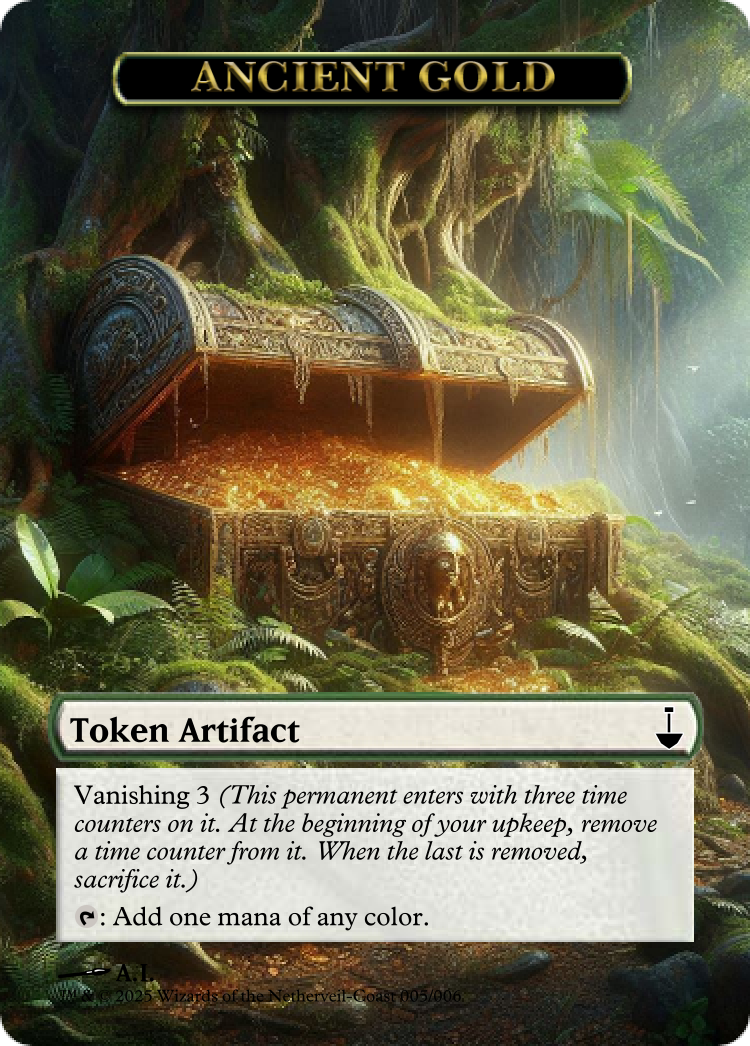 ANCIENT GOLD
Token Artifact
Vanishing 3 (This permanent enters with three time
counters on it. At the beginning of your upkeep, remove
a time counter from it. When the last is removed,
sacrifice it.)
: Add one mana of any color.
A.I.
& © 2025 Wizards of the Netherveil-Coast 005/006